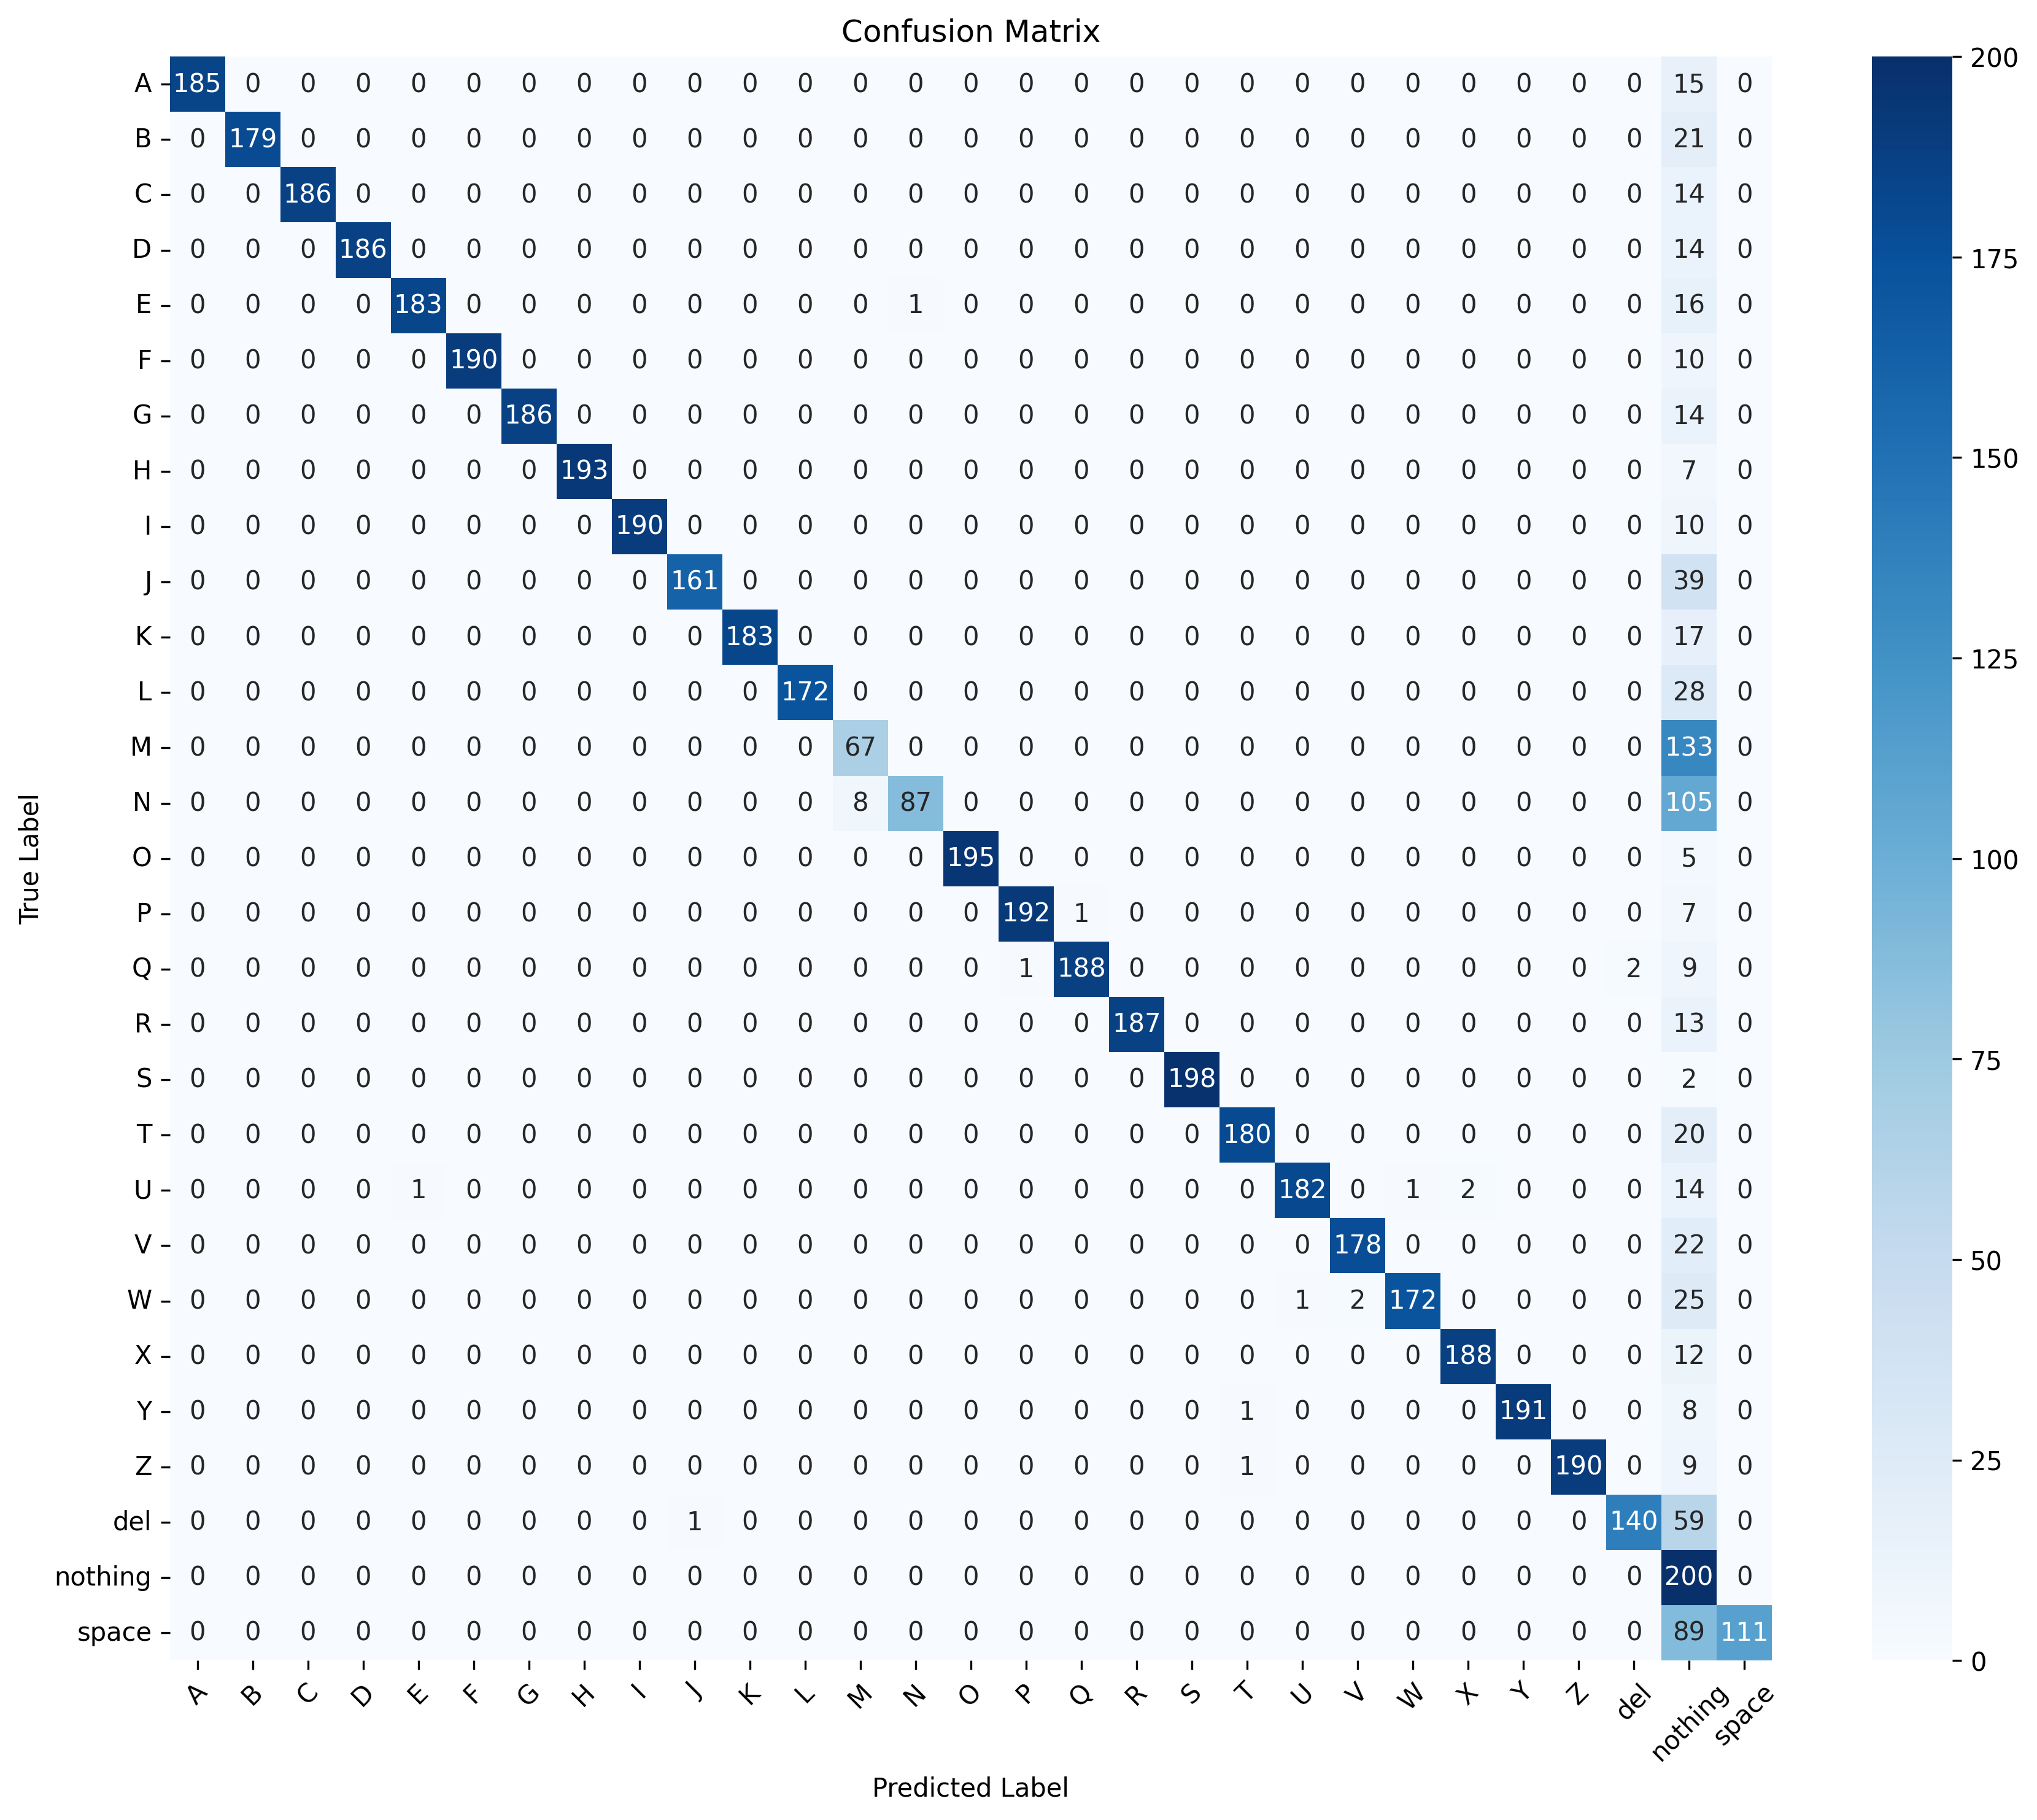 Confusion Matrix
A 185 0 0 0 0 0 0 0 0 0 0 0 0 0 0 0 0 0 0 0 0 0 0 0 0 0 0 15 0
B 0 179 0 0 0 0 0 0 0 0 0 0 0 0 0 0 0 0 0 0 0 0 0 0 0 0 0 21 0
C 0 0 186 0 0 0 0 0 0 0 0 0 0 0 0 0 0 0 0 0 0 0 0 0 0 0 0 14 0
D 0 0 0 186 0 0 0 0 0 0 0 0 0 0 0 0 0 0 0 0 0 0 0 0 0 0 0 14 0
E 0 0 0 0 183 0 0 0 0 0 0 0 0 1 0 0 0 0 0 0 0 0 0 0 0 0 0 16 0
F 0 0 0 0 0 190 0 0 0 0 0 0 0 0 0 0 0 0 0 0 0 0 0 0 0 0 0 10 0
G 0 0 0 0 0 0 186 0 0 0 0 0 0 0 0 0 0 0 0 0 0 0 0 0 0 0 0 14 0
H 0 0 0 0 0 0 0 193 0 0 0 0 0 0 0 0 0 0 0 0 0 0 0 0 0 0 0 7 0
I 0 0 0 0 0 0 0 0 190 0 0 0 0 0 0 0 0 0 0 0 0 0 0 0 0 0 0 10 0
J 0 0 0 0 0 0 0 0 0 161 0 0 0 0 0 0 0 0 0 0 0 0 0 0 0 0 0 39 0
K 0 0 0 0 0 0 0 0 0 0 183 0 0 0 0 0 0 0 0 0 0 0 0 0 0 0 0 17 0
L 0 0 0 0 0 0 0 0 0 0 0 172 0 0 0 0 0 0 0 0 0 0 0 0 0 0 0 28 0
M 0 0 0 0 0 0 0 0 0 0 0 0 67 0 0 0 0 0 0 0 0 0 0 0 0 0 0 133 0
N 0 0 0 0 0 0 0 0 0 0 0 0 8 87 0 0 0 0 0 0 0 0 0 0 0 0 0 105 0
O 0 0 0 0 0 0 0 0 0 0 0 0 0 0 195 0 0 0 0 0 0 0 0 0 0 0 0 5 0
P 0 0 0 0 0 0 0 0 0 0 0 0 0 0 0 192 1 0 0 0 0 0 0 0 0 0 0 7 0
Q 0 0 0 0 0 0 0 0 0 0 0 0 0 0 0 1 188 0 0 0 0 0 0 0 0 0 2 9 0
R 0 0 0 0 0 0 0 0 0 0 0 0 0 0 0 0 0 187 0 0 0 0 0 0 0 0 0 13 0
S 0 0 0 0 0 0 0 0 0 0 0 0 0 0 0 0 0 0 198 0 0 0 0 0 0 0 0 2 0
T 0 0 0 0 0 0 0 0 0 0 0 0 0 0 0 0 0 0 0 180 0 0 0 0 0 0 0 20 0
U 0 0 0 0 1 0 0 0 0 0 0 0 0 0 0 0 0 0 0 0 182 0 1 2 0 0 0 14 0
V 0 0 0 0 0 0 0 0 0 0 0 0 0 0 0 0 0 0 0 0 0 178 0 0 0 0 0 22 0
W 0 0 0 0 0 0 0 0 0 0 0 0 0 0 0 0 0 0 0 0 1 2 172 0 0 0 0 25 0
X 0 0 0 0 0 0 0 0 0 0 0 0 0 0 0 0 0 0 0 0 0 0 0 188 0 0 0 12 0
Y 0 0 0 0 0 0 0 0 0 0 0 0 0 0 0 0 0 0 0 1 0 0 0 0 191 0 0 8 0
Z 0 0 0 0 0 0 0 0 0 0 0 0 0 0 0 0 0 0 0 1 0 0 0 0 0 190 0 9 0
del 0 0 0 0 0 0 0 0 0 1 0 0 0 0 0 0 0 0 0 0 0 0 0 0 0 0 140 59 0
nothing 0 0 0 0 0 0 0 0 0 0 0 0 0 0 0 0 0 0 0 0 0 0 0 0 0 0 0 200 0
space 0 0 0 0 0 0 0 0 0 0 0 0 0 0 0 0 0 0 0 0 0 0 0 0 0 0 0 89 111
A B C D E F G H I J K L M N O P Q R S T U V W X Y Z del nothing space
Predicted Label
True Label
200
175
150
125
100
75
50
25
0